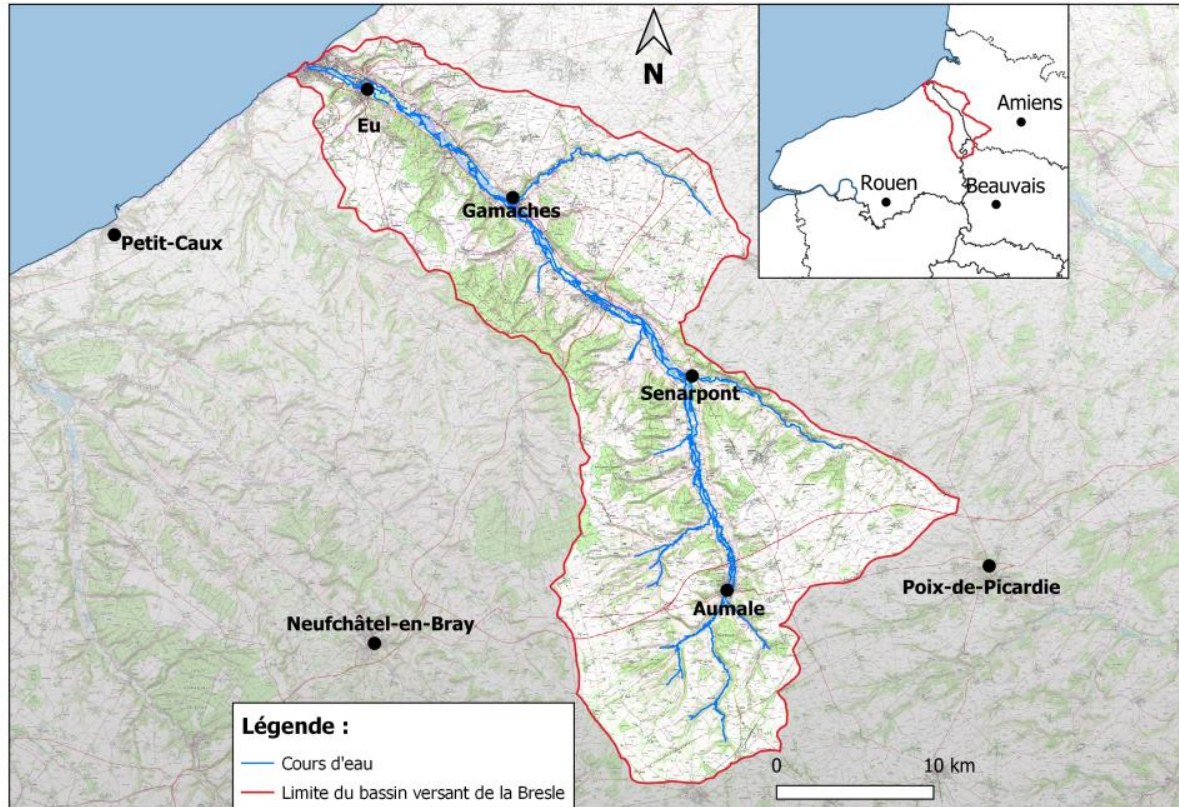 N
Amiens
Rouen
Beauvais
Eu
Gamaches
Petit-Caux
Senarpont
Poix-de-Picardie
Aumale
Neufchâtel-en-Bray
Légende :
Cours d'eau
Limite du bassin versant de la Bresle
0 10 km